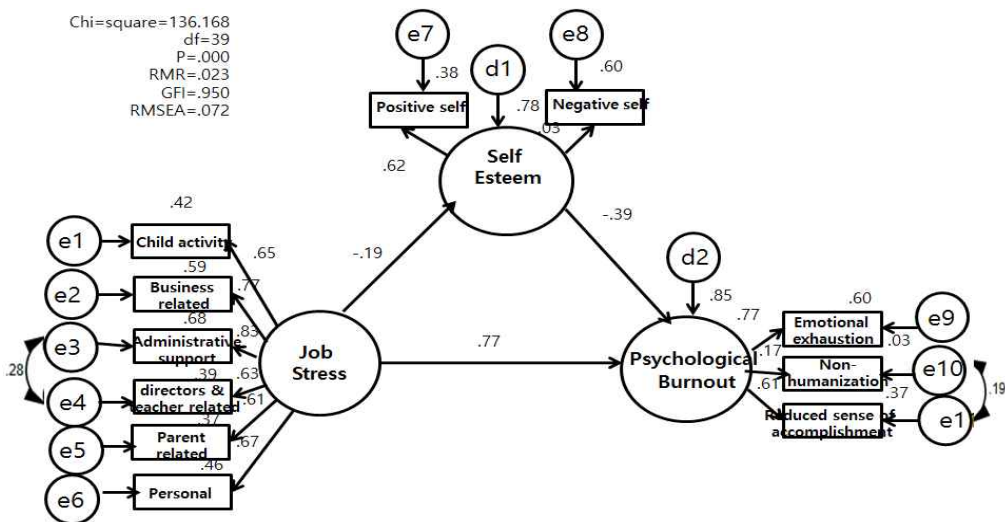 Chi=square=136.168
df=39
P=.000
RMR=.023
GFI=.950
RMSEA=.072
e7
e8
d1
.38
.60
Positive self
.78
Negative self
.03
.62
Self
Esteem
-.19
-.39
.42
e1
Child activity
.65
.59
e2
Business
related
.77
.68
e3
Administrative
support
.83
.28
.39
e4
directors &
teacher related
.63
.37
e5
Parent
related
.61
.46
e6
Personal
.67
Job
Stress
.77
d2
.85
Psychological
Burnout
.77
.60
Emotional
exhaustion
e9
.17
.03
Non-
humanizatio
e10
.61
.37
Reduced sense of
accomplishment
e1
.19